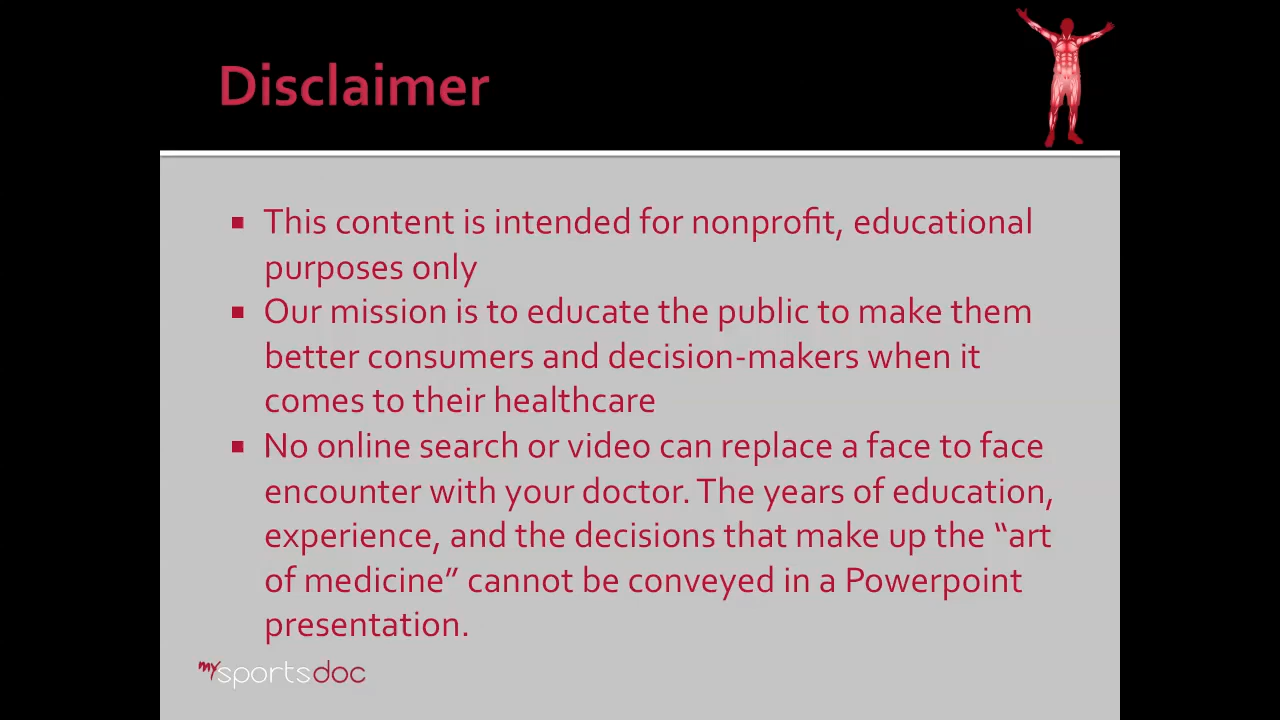 Disclaimer
▪ This content is intended for nonprofit, educational
purposes only
▪ Our mission is to educate the public to make them
better consumers and decision-makers when it
comes to their healthcare
▪ No online search or video can replace a face to face
encounter with your doctor. The years of education,
experience, and the decisions that make up the “art
of medicine” cannot be conveyed in a Powerpoint
presentation.
mysportsdoc